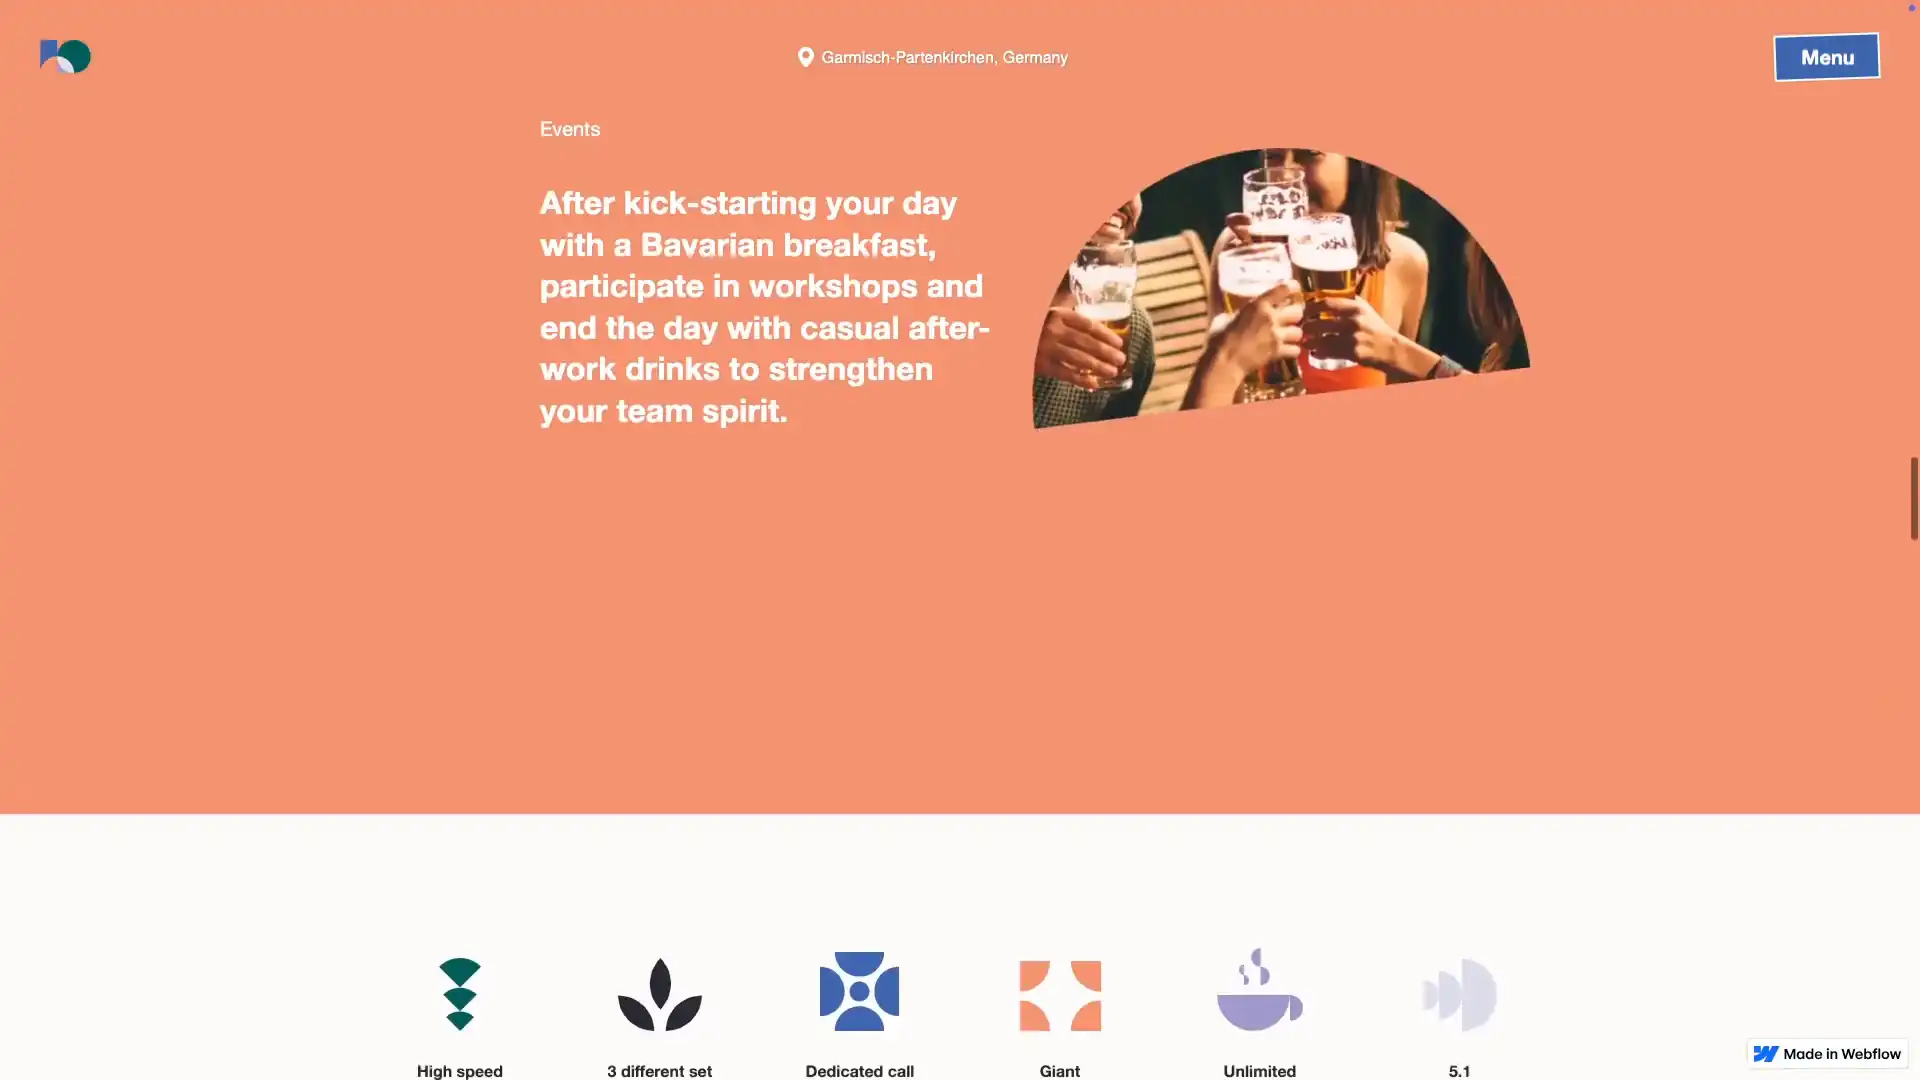 Garmisch-Partenkirchen, Germany
Menu
Events
After kick-starting your day
with a Bavarian breakfast,
participate in workshops and
end the day with casual after-
work drinks to strengthen
your team spirit.
High speed
3 different set
Dedicated call
Giant
Unlimited
5.1
Made in Webflow